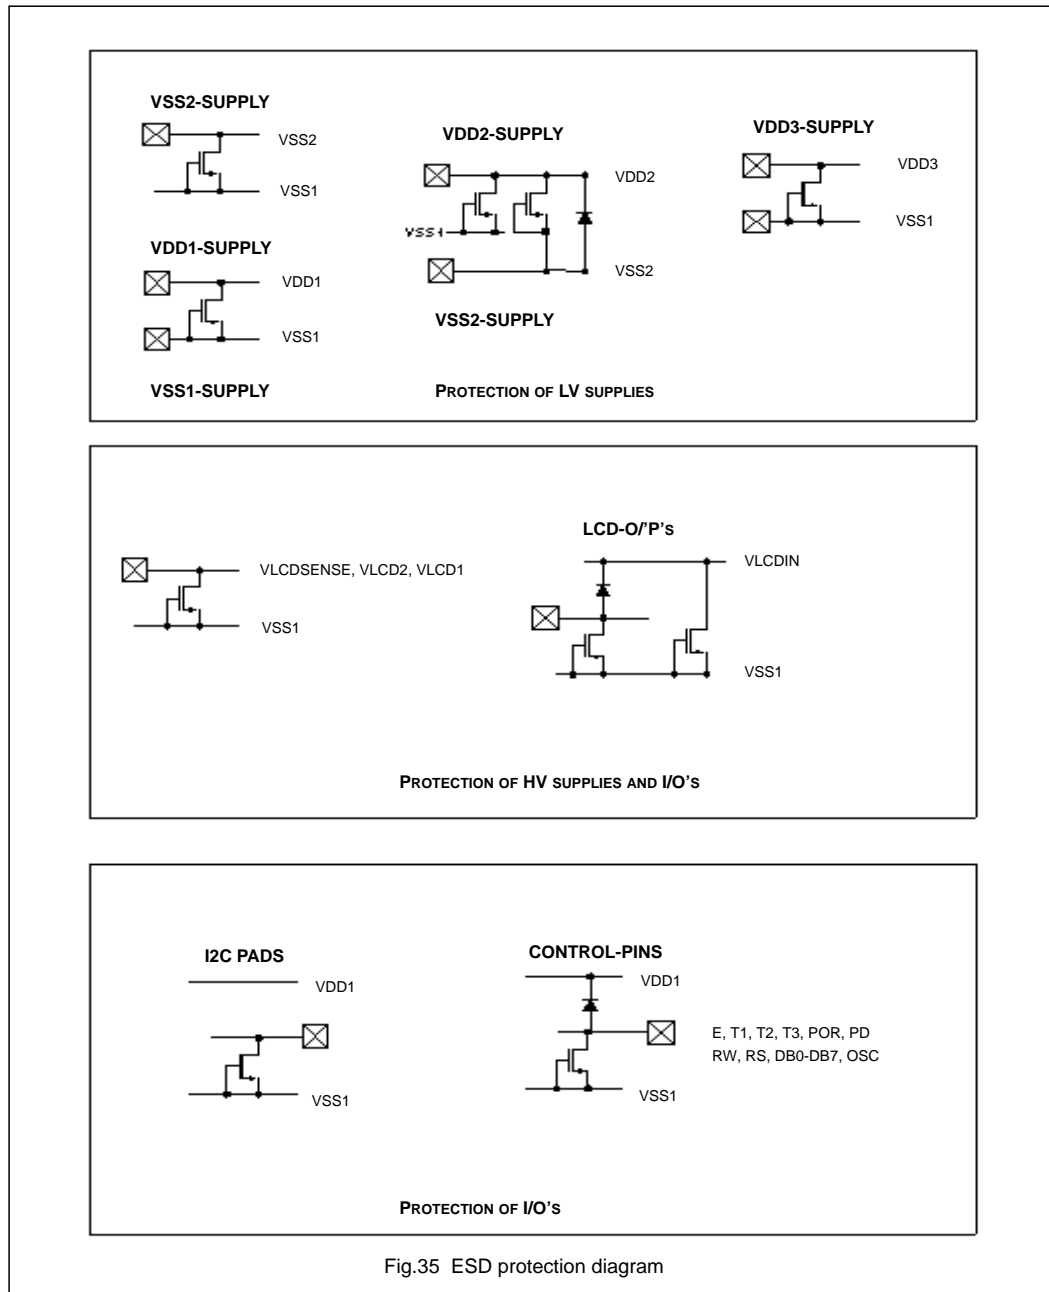 VSS2-SUPPLY
VSS2
VSS1
VDD1-SUPPLY
VDD1
VSS1
VSS1-SUPPLY
VDD2-SUPPLY
VDD2
VSS1
VSS2
VSS2-SUPPLY
VDD3-SUPPLY
VDD3
VSS1
PROTECTION OF LV SUPPLIES
VLCDSENSE, VLCD2, VLCD1
VSS1
LCD-O/'P'S
VLCDIN
VSS1
PROTECTION OF HV SUPPLIES AND I/O'S
I2C PADS
VDD1
VSS1
CONTROL-PINS
VDD1
E, T1, T2, T3, POR, PD
RW, RS, DB0-DB7, OSC
VSS1
PROTECTION OF I/O'S
Fig.35 ESD protection diagram